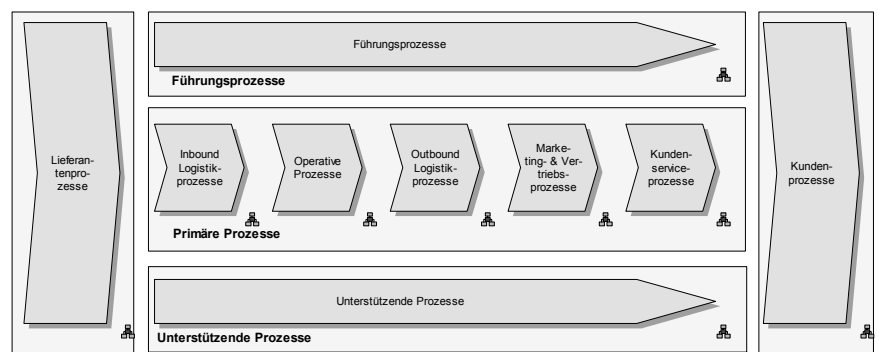 Lieferan-
tenpro-
zesse
Führungsprozesse
Führungsprozesse
Inbound
Logistik-
prozesse
Operative
Prozesse
Outbound
Logistik-
prozesse
Marke-
ting- & Ver-
triebs-
prozesse
Kunden-
service-
prozesse
Primäre Prozesse
Unterstützende Prozesse
Unterstützende Prozesse
Kunden-
prozesse